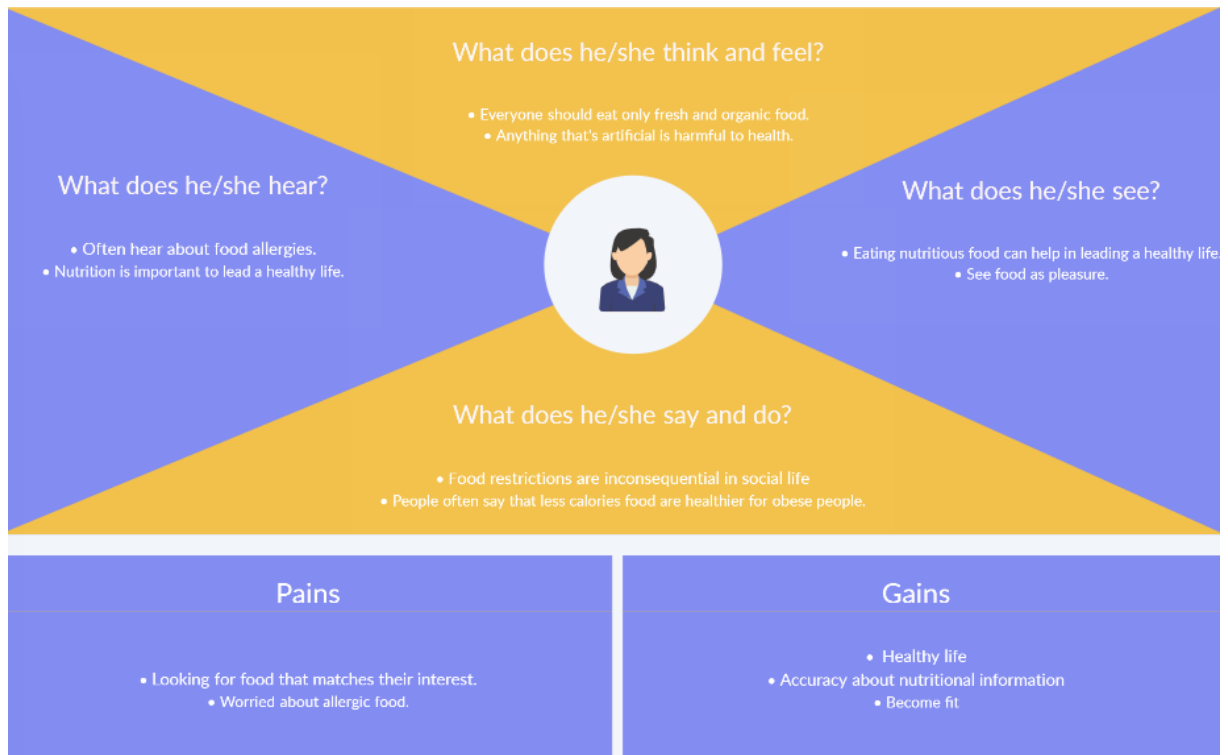 What does he/she think and feel?
• Everyone should eat only fresh and organic food.
• Anything that's artificial is harmful to health.
What does he/she hear?
• Often hear about food allergies.
• Nutrition is important to lead a healthy life.
What does he/she see?
• Eating nutritious food can help in leading a healthy life.
• See food as pleasure.
What does he/she say and do?
• Food restrictions are inconsequential in social life
• People often say that less calories food are healthier for obese people.
Pains
• Looking for food that matches their interest.
• Worried about allergic food.
Gains
• Healthy life
• Accuracy about nutritional information
• Become fit